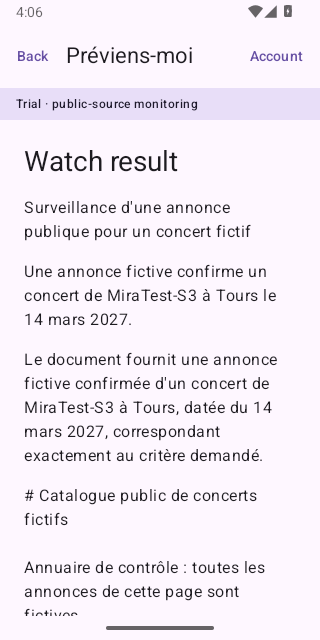 4:06
Back Préviens-moi Account
Trial · public-source monitoring
Watch result
Surveillance d'une annonce
publique pour un concert fictif
Une annonce fictive confirme un
concert de MiraTest-S3 à Tours le
14 mars 2027.
Le document fournit une annonce
fictive confirmée d'un concert de
MiraTest-S3 à Tours, datée du 14
mars 2027, correspondant
exactement au critère demandé.
# Catalogue public de concerts
fictifs
Annuaire de contrôle : toutes les
annonces de cette page sont
fictives